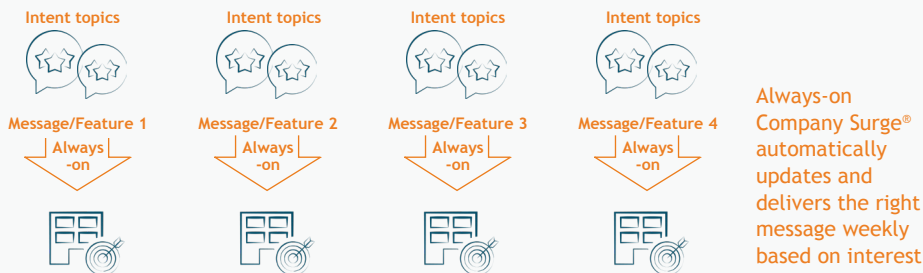 Intent topics
Intent topics
Intent topics
Intent topics
Message/Feature 1
Message/Feature 2
Message/Feature 3
Message/Feature 4
Always
-on
Always
-on
Always
-on
Always
-on
Always-on
Company Surge®
automatically
updates and
delivers the right
message weekly
based on interest